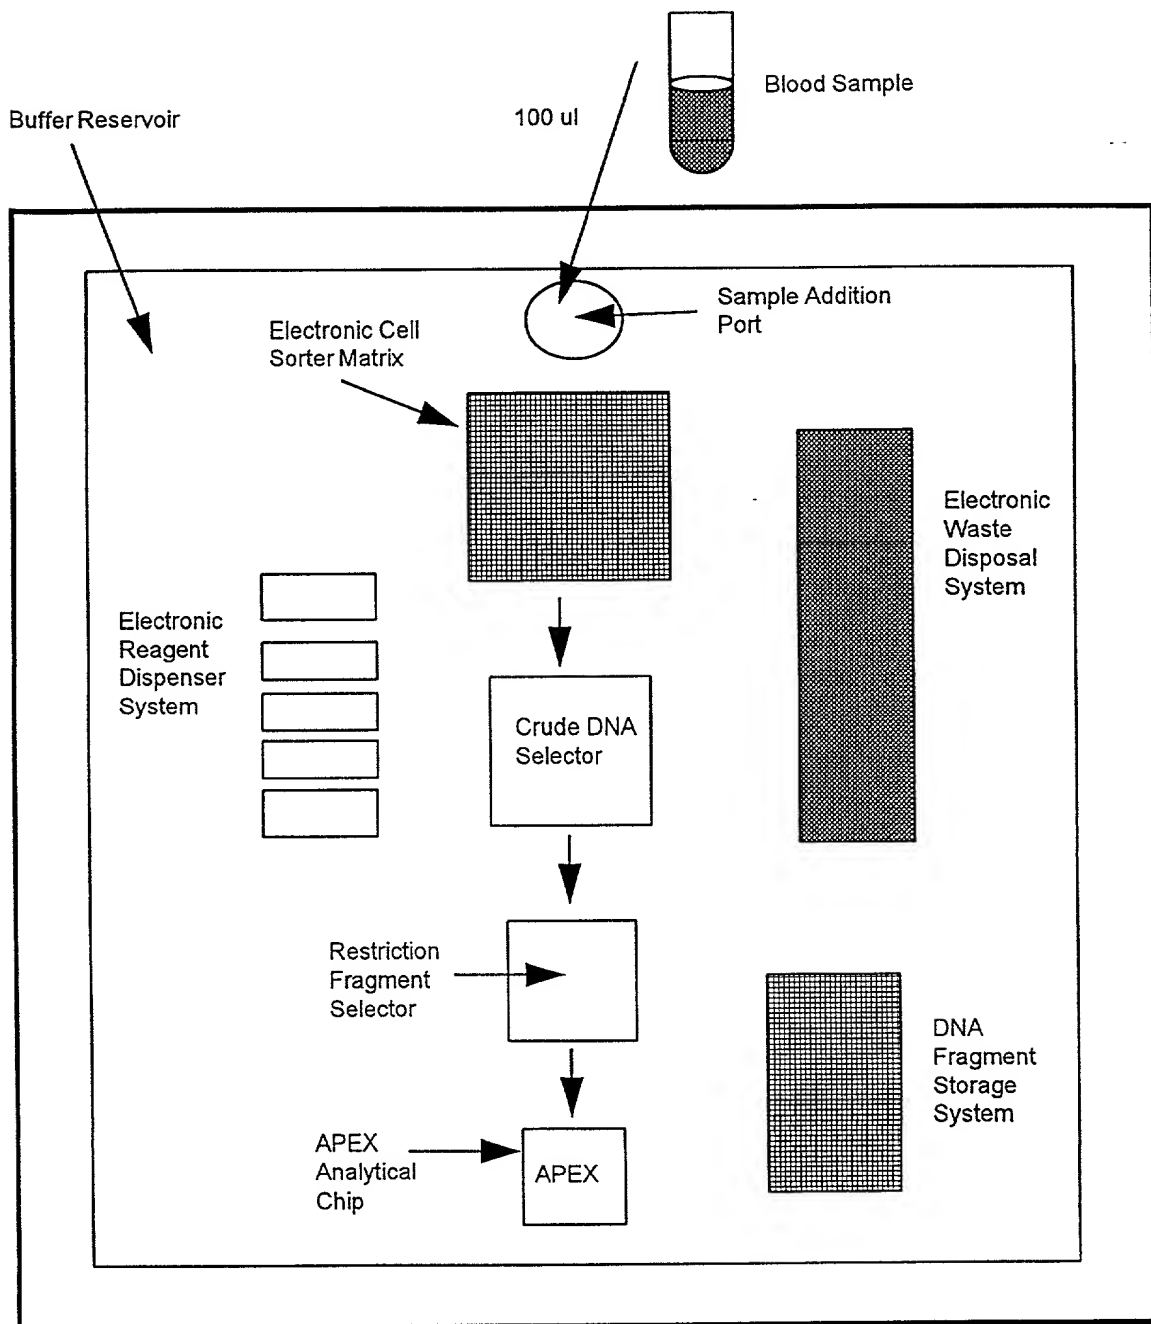 Blood Sample
Buffer Reservoir
100 ul
Sample Addition
Port
Electronic Cell
Sorter Matrix
Electronic
Waste
Disposal
System
Electronic
Reagent
Dispenser
System
Crude DNA
Selector
Restriction
Fragment
Selector
DNA
Fragment
Storage
System
APEX
Analytical
Chip
APEX